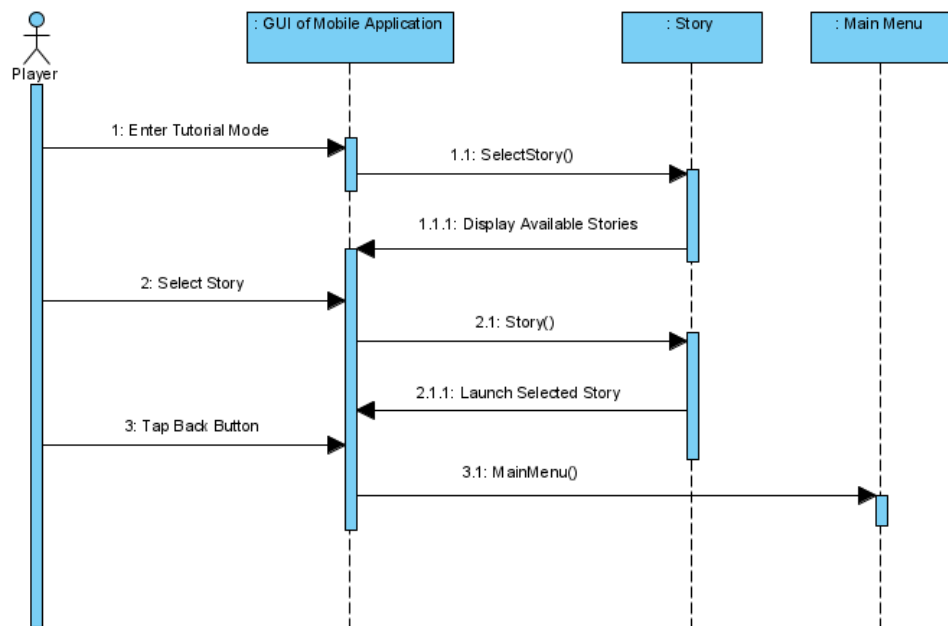 : GUI of Mobile Application
: Story
: Main Menu
Player
1: Enter Tutorial Mode
1.1: SelectStory()
1.1.1: Display Available Stories
2: Select Story
2.1: Story()
2.1.1: Launch Selected Story
3: Tap Back Button
3.1: MainMenu()